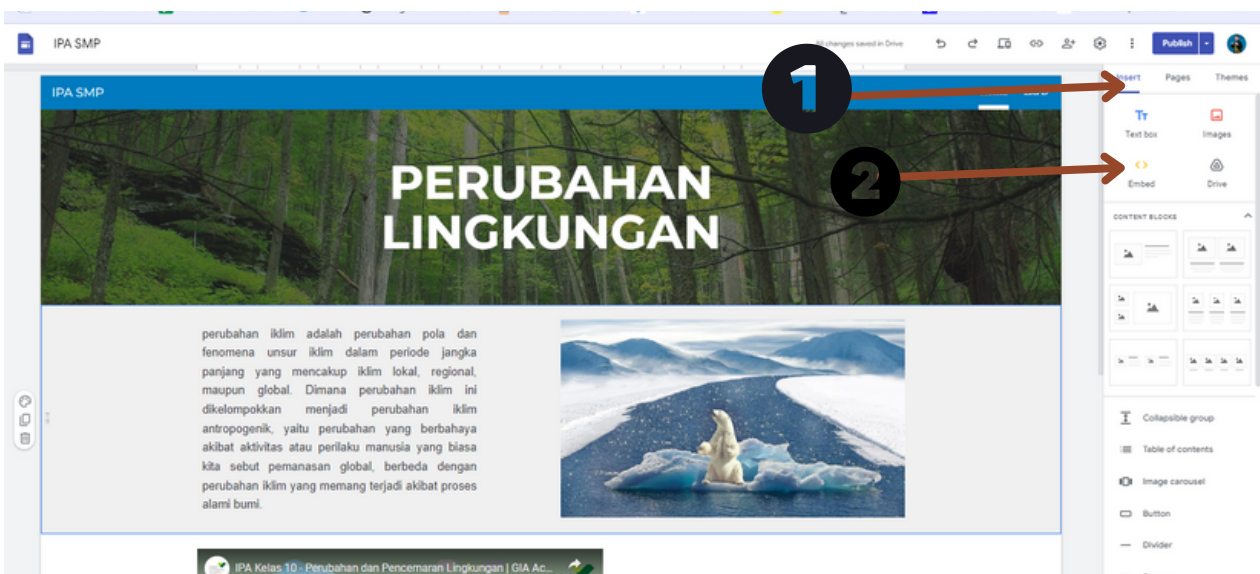 IPA SMP
All changes saved in Drive
Publish
IPA SMP
1
Insert Pages Themes
Text box Images
2
Embed Drive
PERUBAHAN
LINGKUNGAN
CONTENT BLOCKS
perubahan iklim adalah perubahan pola dan
fenomena unsur iklim dalam periode jangka
panjang yang mencakup iklim lokal, regional,
maupun global. Dimana perubahan iklim ini
dikelompokkan menjadi perubahan iklim
antropogenik, yaitu perubahan yang berbahaya
akibat aktivitas atau perilaku manusia yang biasa
kita sebut pemanasan global, berbeda dengan
perubahan iklim yang memang terjadi akibat proses
alami bumi.
Collapsible group
Table of contents
Image carousel
Button
Divider
IPA Kelas 10 - Perubahan dan Pencemaran Lingkungan | GIA Ac...